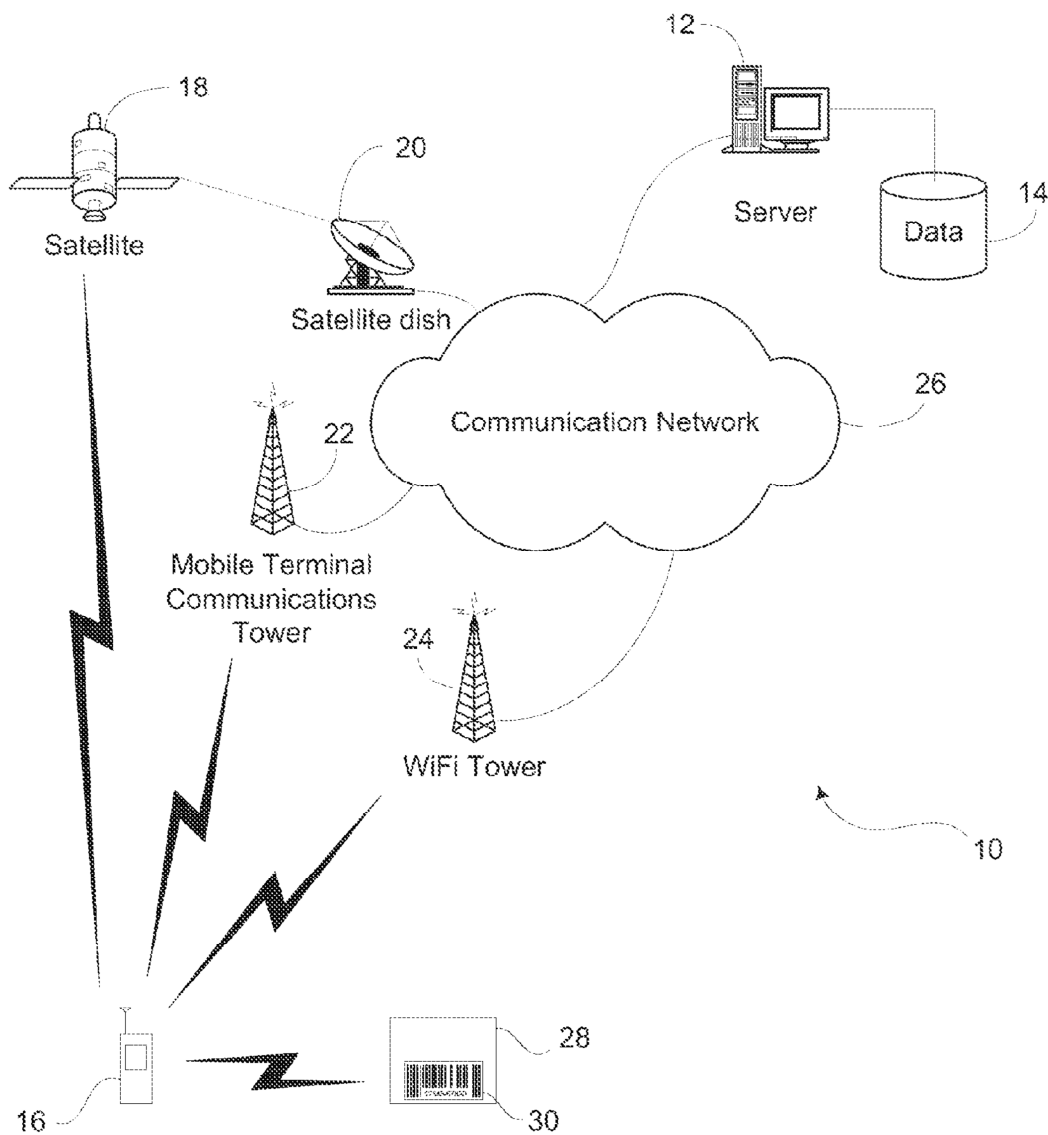 12
18
20
Server
14
Data
Satellite
Satellite dish
26
Communication Network
22
Mobile Terminal
Communications
Tower
24
WiFi Tower
10
28
16
30